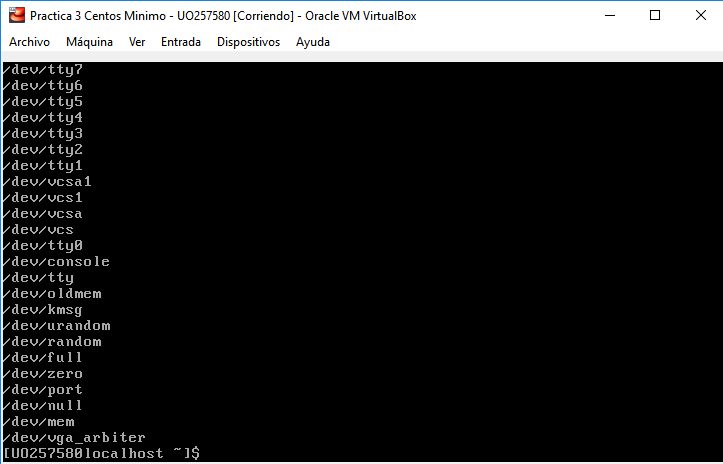 Practica 3 Centos Minimo - UO257580 [Corriendo] - Oracle VM VirtualBox
Archivo Máquina Ver Entrada Dispositivos Ayuda
/dev/tty7
/dev/tty6
/dev/tty5
/dev/tty4
/dev/tty3
/dev/tty2
/dev/tty1
/dev/vcsa1
/dev/vcs1
/dev/vcsa
/dev/vcs
/dev/tty0
/dev/console
/dev/tty
/dev/oldmem
/dev/kmsg
/dev/urandom
/dev/random
/dev/full
/dev/zero
/dev/port
/dev/null
/dev/mem
/dev/vga_arbiter
[UO257580localhost ~]$